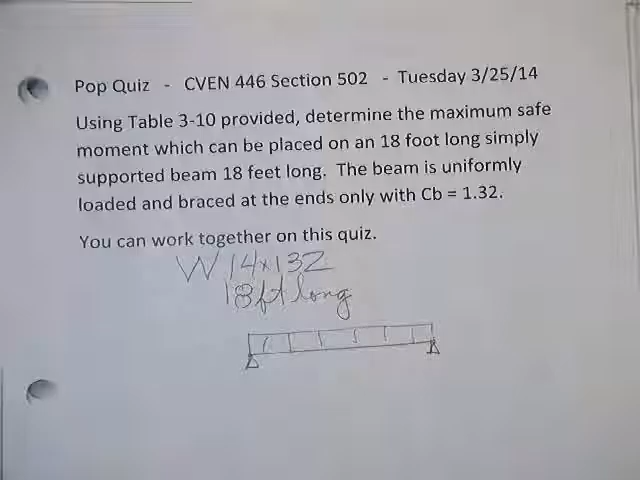 Pop Quiz - CVEN 446 Section 502 - Tuesday 3/25/14
Using Table 3-10 provided, determine the maximum safe
moment which can be placed on an 18 foot long simply
supported beam 18 feet long. The beam is uniformly
loaded and braced at the ends only with Cb = 1.32.
You can work together on this quiz.
W 14x132
18ft long